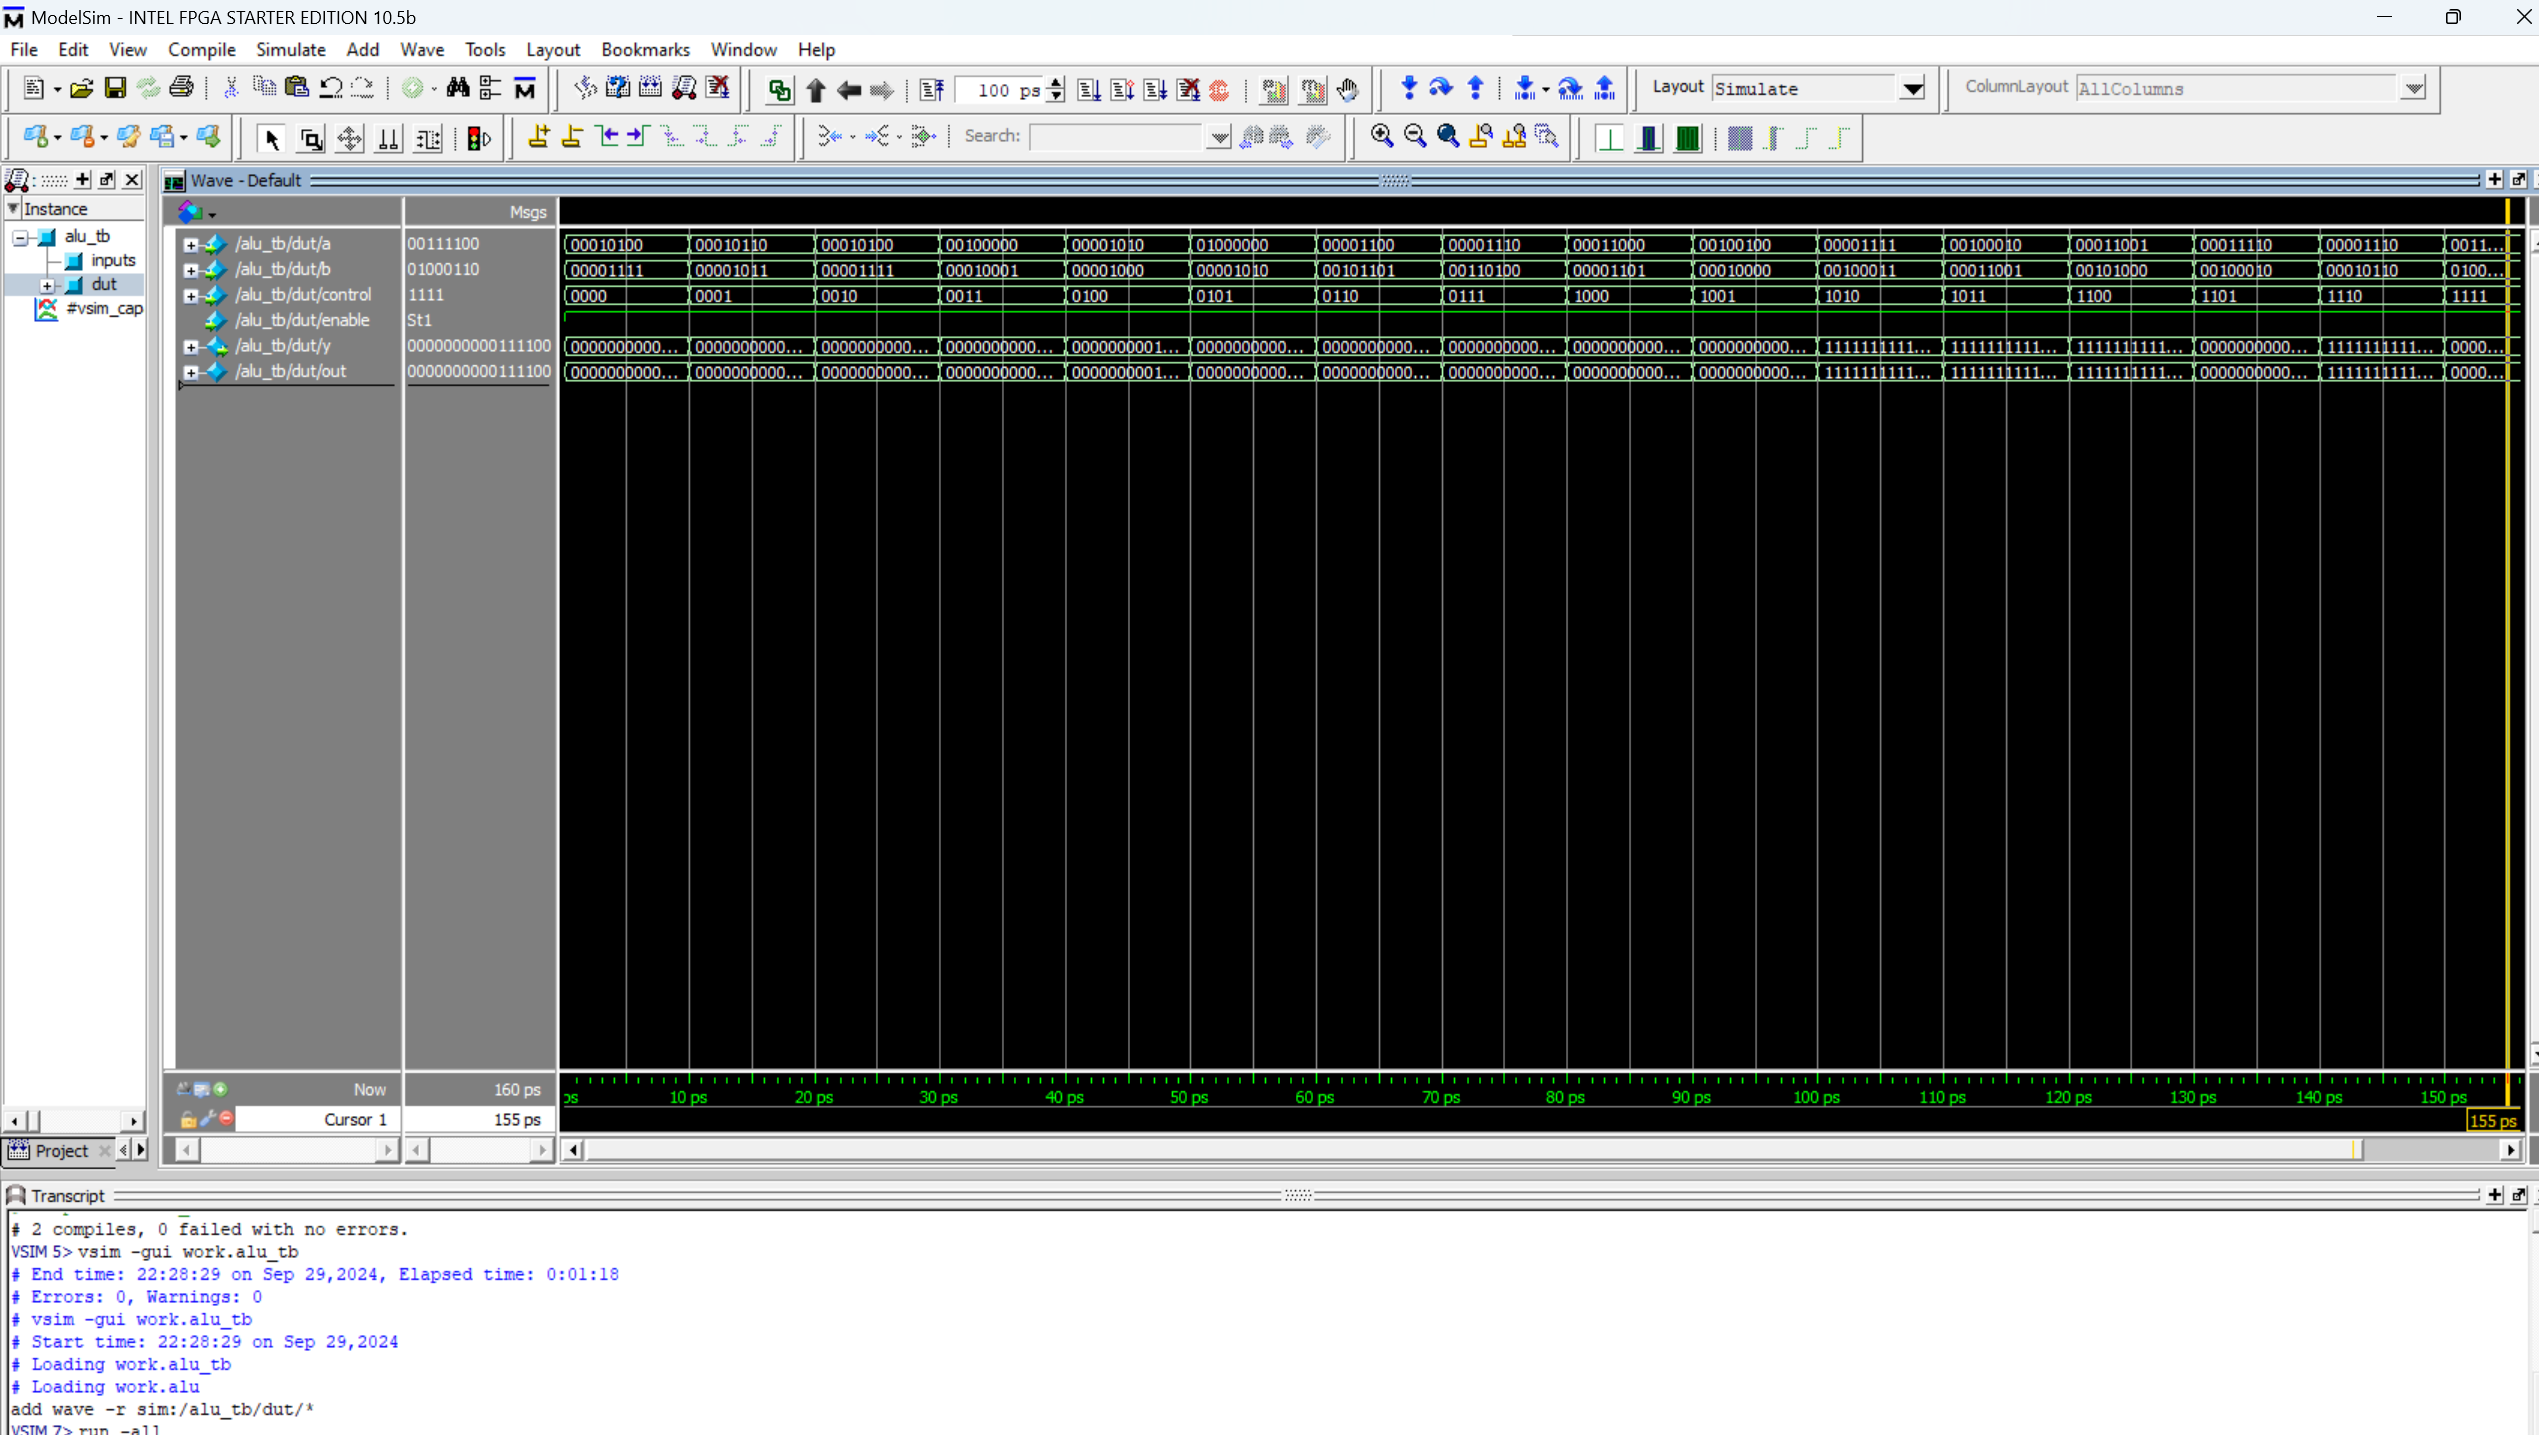 ModelSim - INTEL FPGA STARTER EDITION 10.5b
File Edit View Compile Simulate Add Wave Tools Layout Bookmarks Window Help
100 ps
Layout Simulate
ColumnLayout AllColumns
Search:
Wave - Default
Instance
alu_tb
inputs
dut
#vsim_cap
Msgs
/alu_tb/dut/a 00111100 00010100 00010110 00010100 00100000 00001010 01000000 00001100 00001110 00011000 00100100 00001111 00100010 00011001 00011110 00001110 0011...
/alu_tb/dut/b 01000110 00001111 00001011 00001111 00010001 00001000 00001010 00101101 00110100 00001101 00010000 00100011 00011001 00101000 00100010 00010110 0100...
/alu_tb/dut/control 1111 0000 0001 0010 0011 0100 0101 0110 0111 1000 1001 1010 1011 1100 1101 1110 1111
/alu_tb/dut/enable St1
/alu_tb/dut/y 0000000000111100 0000000000... 0000000000... 0000000000... 0000000000... 0000000001... 0000000000... 0000000000... 0000000000... 0000000000... 0000000000... 1111111111... 1111111111... 1111111111... 0000000000... 1111111111... 0000...
/alu_tb/dut/out 0000000000111100 0000000000... 0000000000... 0000000000... 0000000000... 0000000001... 0000000000... 0000000000... 0000000000... 0000000000... 0000000000... 1111111111... 1111111111... 1111111111... 0000000000... 1111111111... 0000...
Now 160 ps
ps 10 ps 20 ps 30 ps 40 ps 50 ps 60 ps 70 ps 80 ps 90 ps 100 ps 110 ps 120 ps 130 ps 140 ps 150 ps
Cursor 1 155 ps 155 ps
Project
Transcript
# 2 compiles, 0 failed with no errors.
VSIM 5> vsim -gui work.alu_tb
# End time: 22:28:29 on Sep 29,2024, Elapsed time: 0:01:18
# Errors: 0, Warnings: 0
# vsim -gui work.alu_tb
# Start time: 22:28:29 on Sep 29,2024
# Loading work.alu_tb
# Loading work.alu
add wave -r sim:/alu_tb/dut/*
VSIM 7> run -all